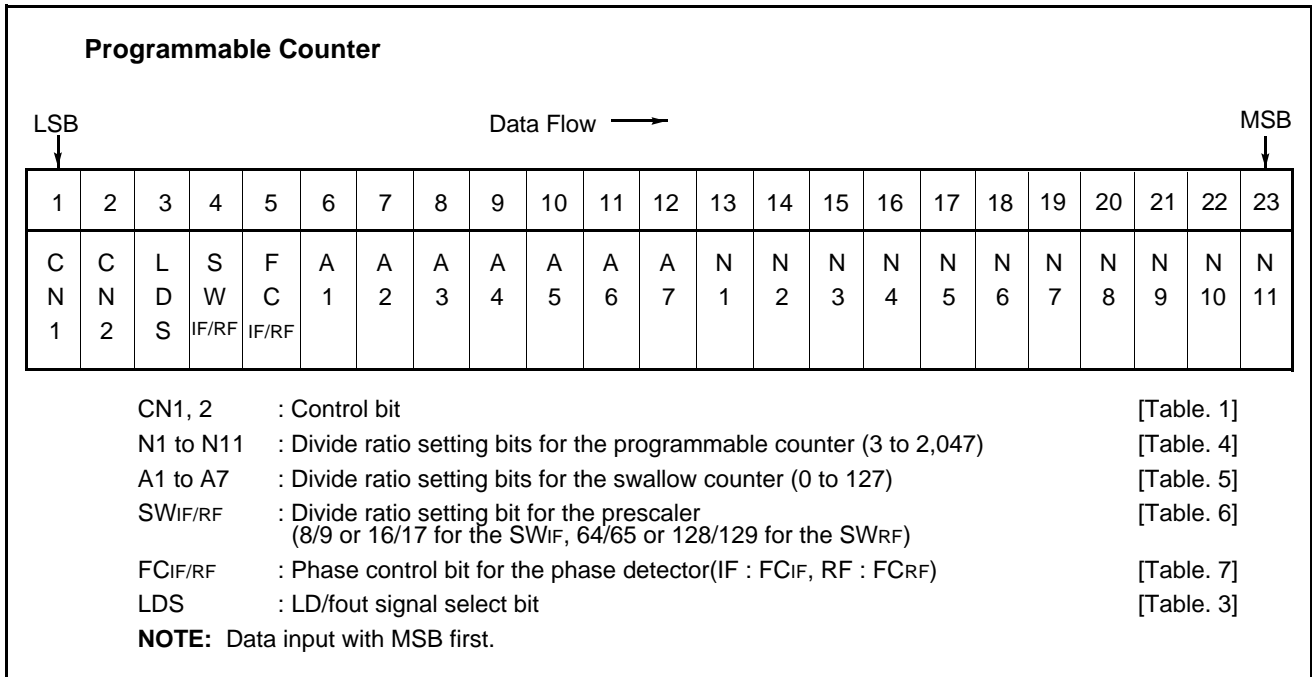 Programmable Counter
LSB Data Flow MSB
1 2 3 4 5 6 7 8 9 10 11 12 13 14 15 16 17 18 19 20 21 22 23
C C L S F A A A A A A A N N N N N N N N N N N
N N D W C 1 2 3 4 5 6 7 1 2 3 4 5 6 7 8 9 10 11
1 2 S IF/RF IF/RF
CN1, 2 : Control bit [Table. 1]
N1 to N11 : Divide ratio setting bits for the programmable counter (3 to 2,047) [Table. 4]
A1 to A7 : Divide ratio setting bits for the swallow counter (0 to 127) [Table. 5]
SWIF/RF : Divide ratio setting bit for the prescaler [Table. 6]
(8/9 or 16/17 for the SWIF, 64/65 or 128/129 for the SWRF)
FCIF/RF : Phase control bit for the phase detector(IF : FCIF, RF : FCRF) [Table. 7]
LDS : LD/fout signal select bit [Table. 3]
NOTE: Data input with MSB first.